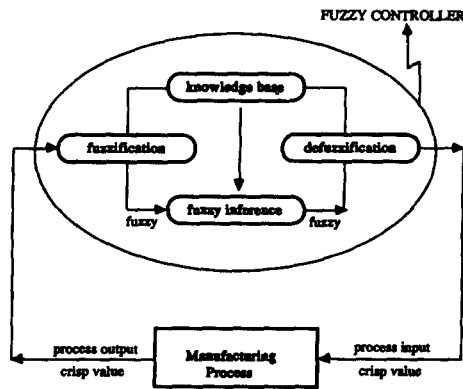 FUZZY CONTROLLER
knowledge base
fuzzification
defuzzification
fuzzy inference
fuzzy
fuzzy
process output
crisp value
Manufacturing
Process
process input
crisp value